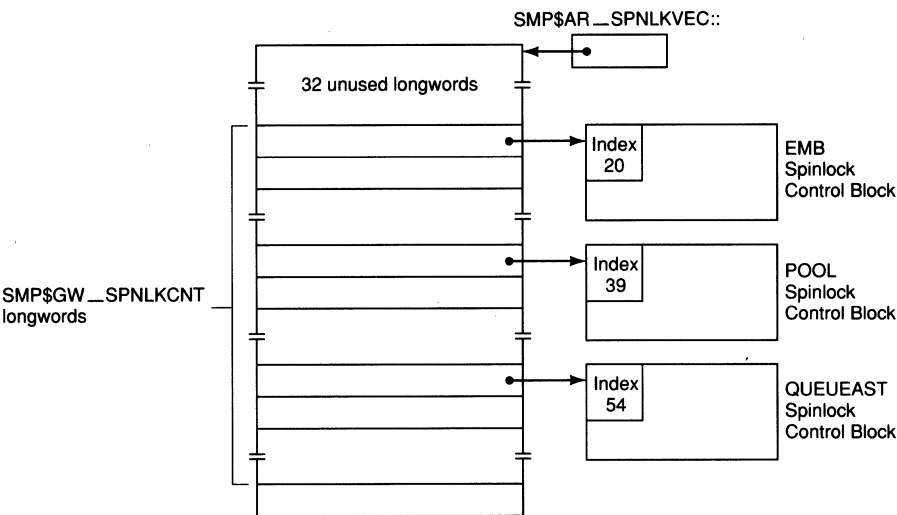 SMP$AR_SPNLKVEC::
32 unused longwords
Index
20
EMB
Spinlock
Control Block
SMP$GW_SPNLKCNT
longwords
Index
39
POOL
Spinlock
Control Block
Index
54
QUEUEAST
Spinlock
Control Block